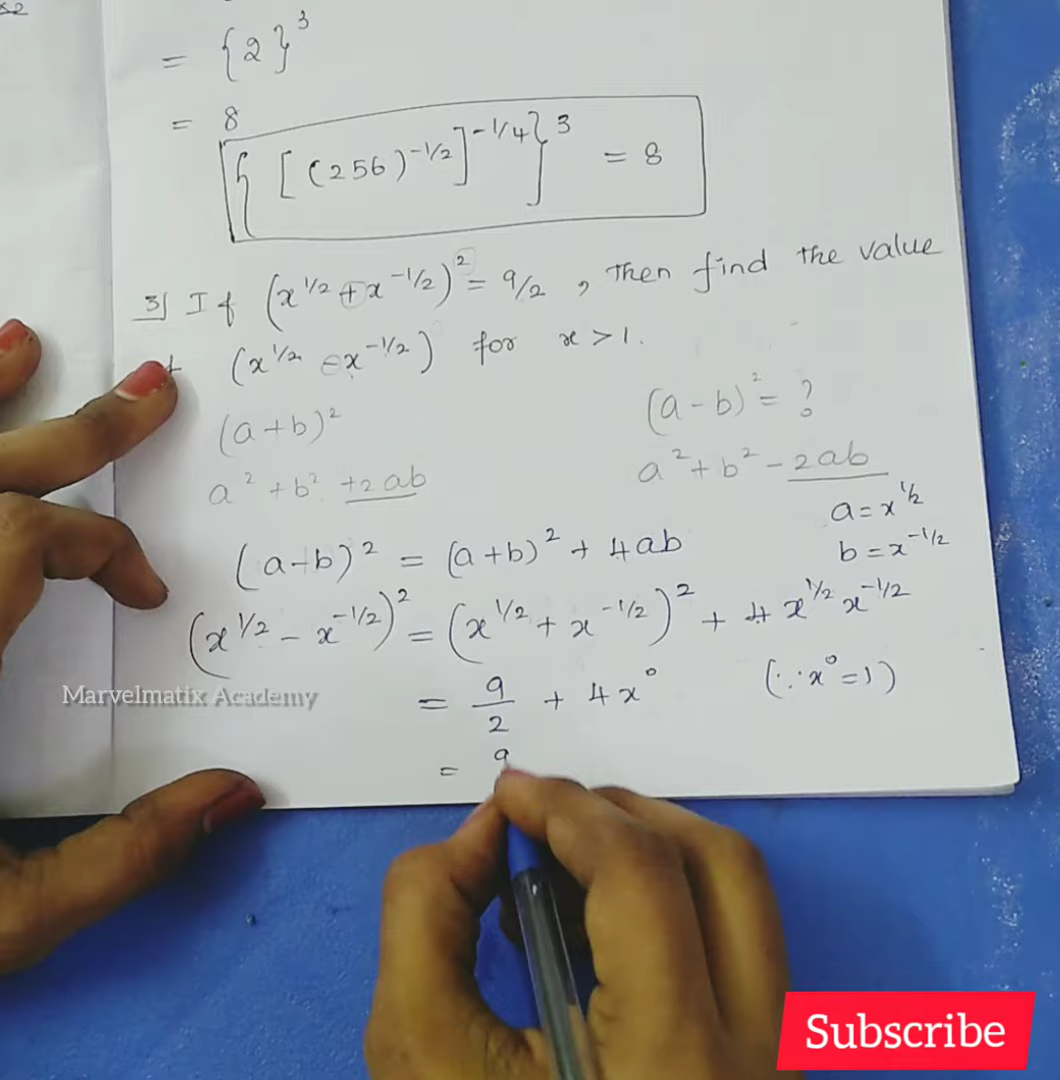 = {2}³
= 8
{[(256)^-1/2]^-1/4}³ = 8
3] If (x^1/2 + x^-1/2)² = 9/2, then find the value
(x^1/2 - x^-1/2) for x > 1.
(a+b)² (a-b)² = ?
a² + b² + 2ab a² + b² - 2ab
a = x^1/2
(a-b)² = (a+b)² + 4ab b = x^-1/2
(x^1/2 - x^-1/2)² = (x^1/2 + x^-1/2)² + 4 x^1/2 x^-1/2
= 9/2 + 4x⁰ (∵ x⁰ = 1)
= 9
Marvelmatix Academy
Subscribe